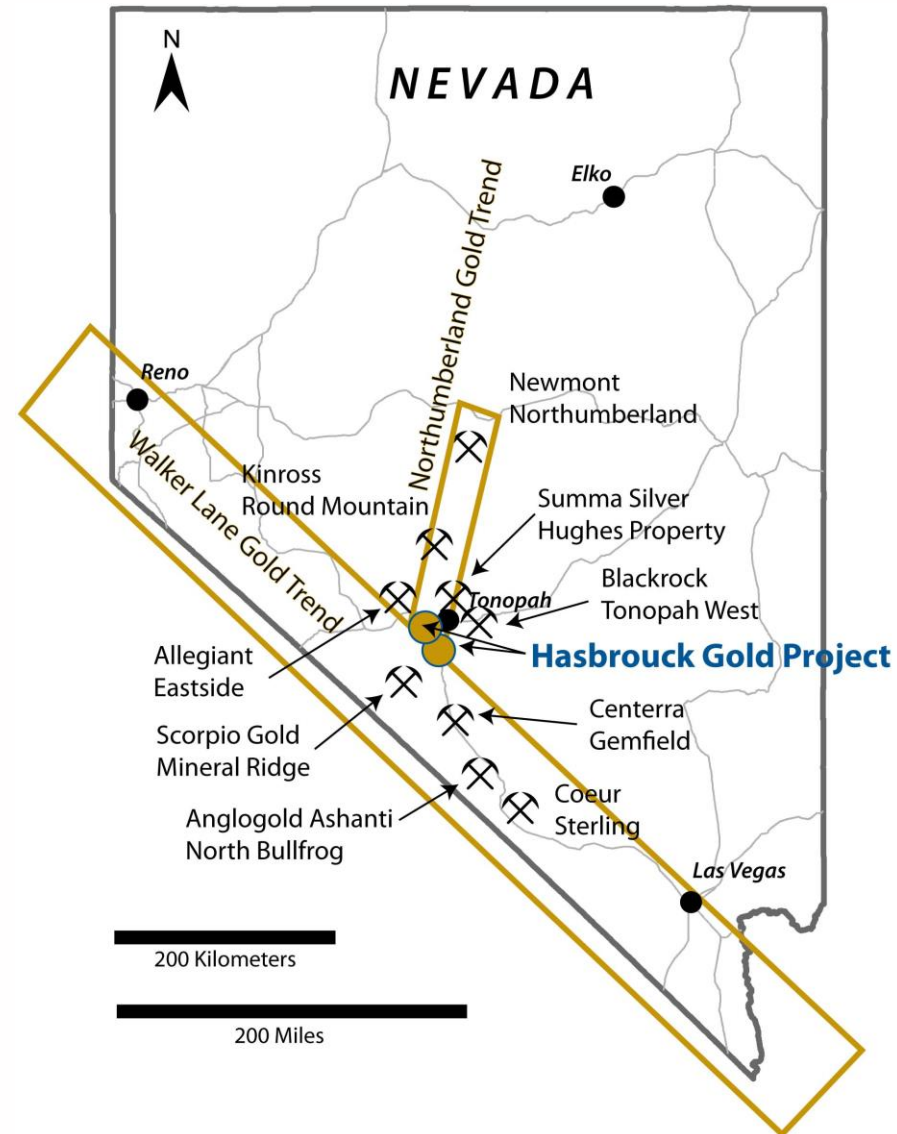 N
NEVADA
Elko
Northumberland Gold Trend
Reno
Newmont
Northumberland
Walker Lane Gold Trend
Kinross
Round Mountain
Summa Silver
Hughes Property
Blackrock
Tonopah West
Tonopah
Hasbrouck Gold Project
Allegiant
Eastside
Centerra
Gemfield
Scorpio Gold
Mineral Ridge
Coeur
Sterling
Anglogold Ashanti
North Bullfrog
Las Vegas
200 Kilometers
200 Miles